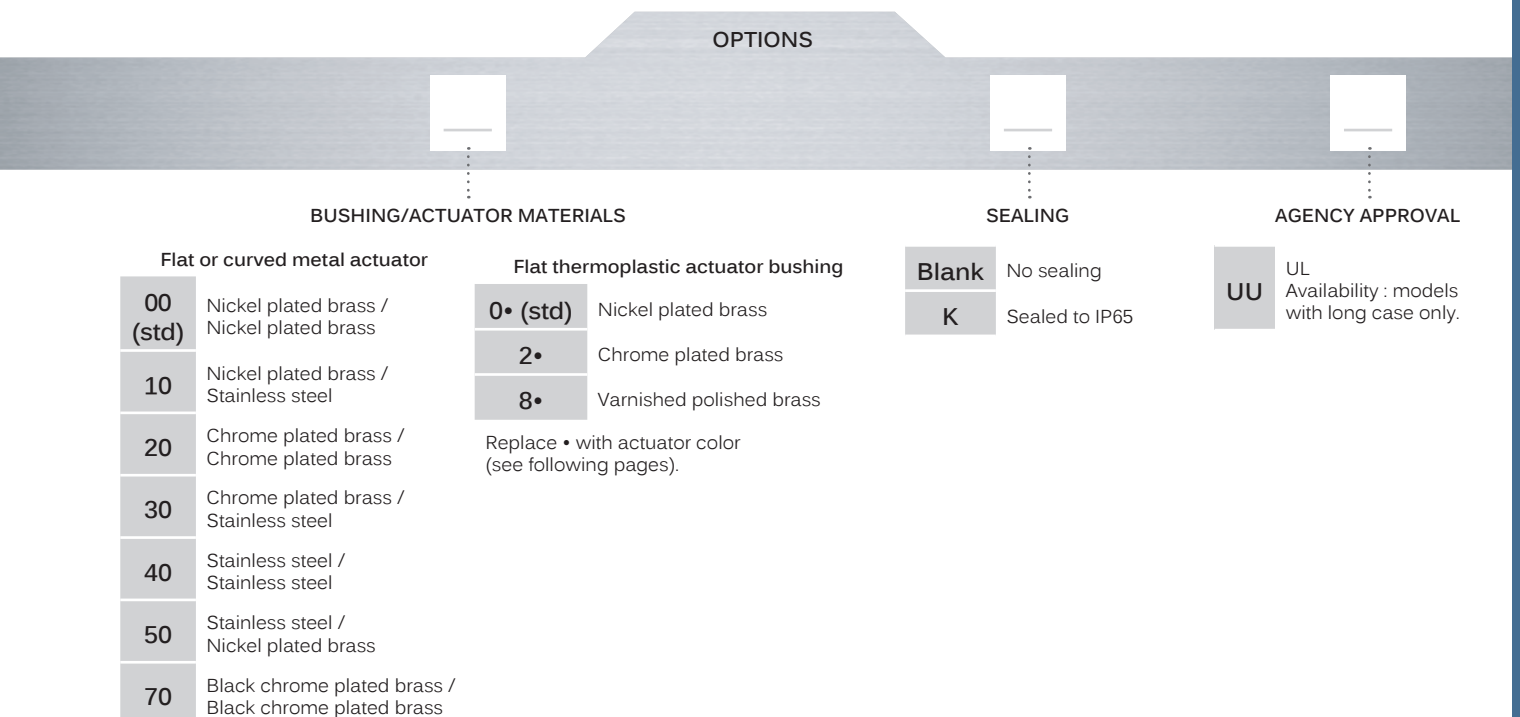 OPTIONS
BUSHING/ACTUATOR MATERIALS
Flat or curved metal actuator
00
(std)
Nickel plated brass /
Nickel plated brass
10
Nickel plated brass /
Stainless steel
20
Chrome plated brass /
Chrome plated brass
30
Chrome plated brass /
Stainless steel
40
Stainless steel /
Stainless steel
50
Stainless steel /
Nickel plated brass
70
Black chrome plated brass /
Black chrome plated brass
Flat thermoplastic actuator bushing
0• (std)
Nickel plated brass
2•
Chrome plated brass
8•
Varnished polished brass
Replace • with actuator color
(see following pages).
SEALING
Blank
No sealing
K
Sealed to IP65
AGENCY APPROVAL
UU
UL
Availability : models
with long case only.